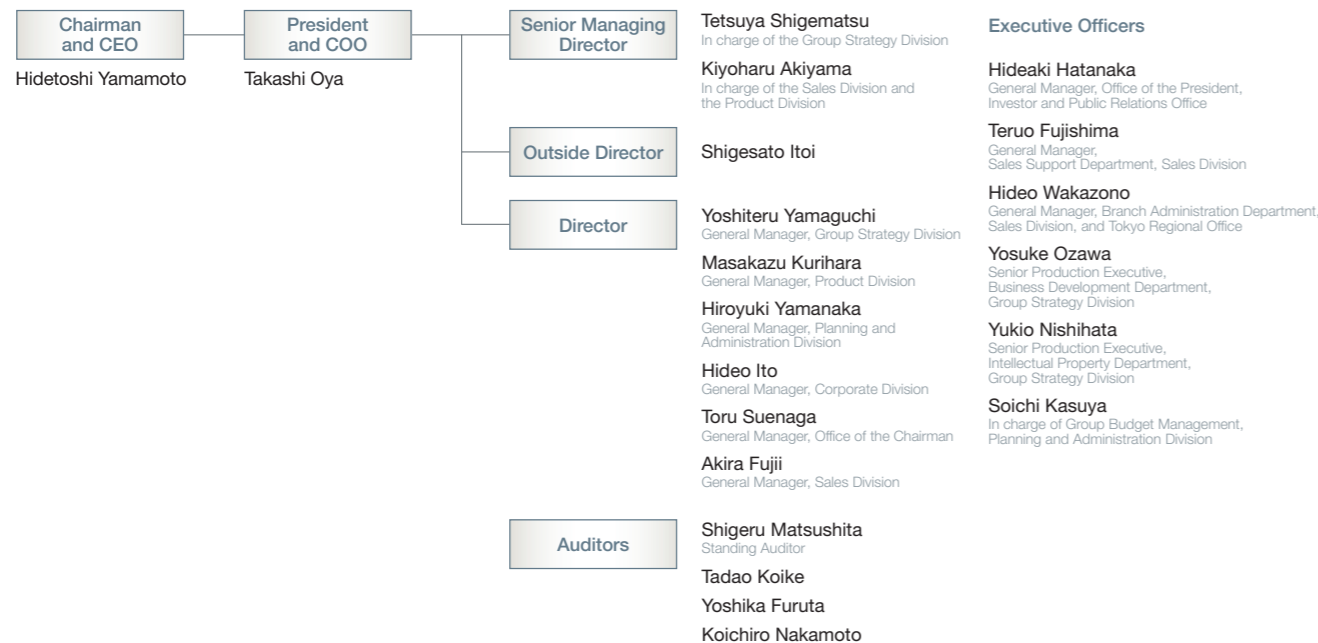 Chairman
and CEO
Hidetoshi Yamamoto
President
and COO
Takashi Oya
Senior Managing
Director
Tetsuya Shigematsu
In charge of the Group Strategy Division
Kiyoharu Akiyama
In charge of the Sales Division and
the Product Division
Outside Director
Shigesato Itoi
Director
Yoshiteru Yamaguchi
General Manager, Group Strategy Division
Masakazu Kurihara
General Manager, Product Division
Hiroyuki Yamanaka
General Manager, Planning and
Administration Division
Hideo Ito
General Manager, Corporate Division
Toru Suenaga
General Manager, Office of the Chairman
Akira Fujii
General Manager, Sales Division
Auditors
Shigeru Matsushita
Standing Auditor
Tadao Koike
Yoshika Furuta
Koichiro Nakamoto
Executive Officers
Hideaki Hatanaka
General Manager, Office of the President,
Investor and Public Relations Office
Teruo Fujishima
General Manager,
Sales Support Department, Sales Division
Hideo Wakazono
General Manager, Branch Administration Department,
Sales Division, and Tokyo Regional Office
Yosuke Ozawa
Senior Production Executive,
Business Development Department,
Group Strategy Division
Yukio Nishihata
Senior Production Executive,
Intellectual Property Department,
Group Strategy Division
Soichi Kasuya
In charge of Group Budget Management,
Planning and Administration Division